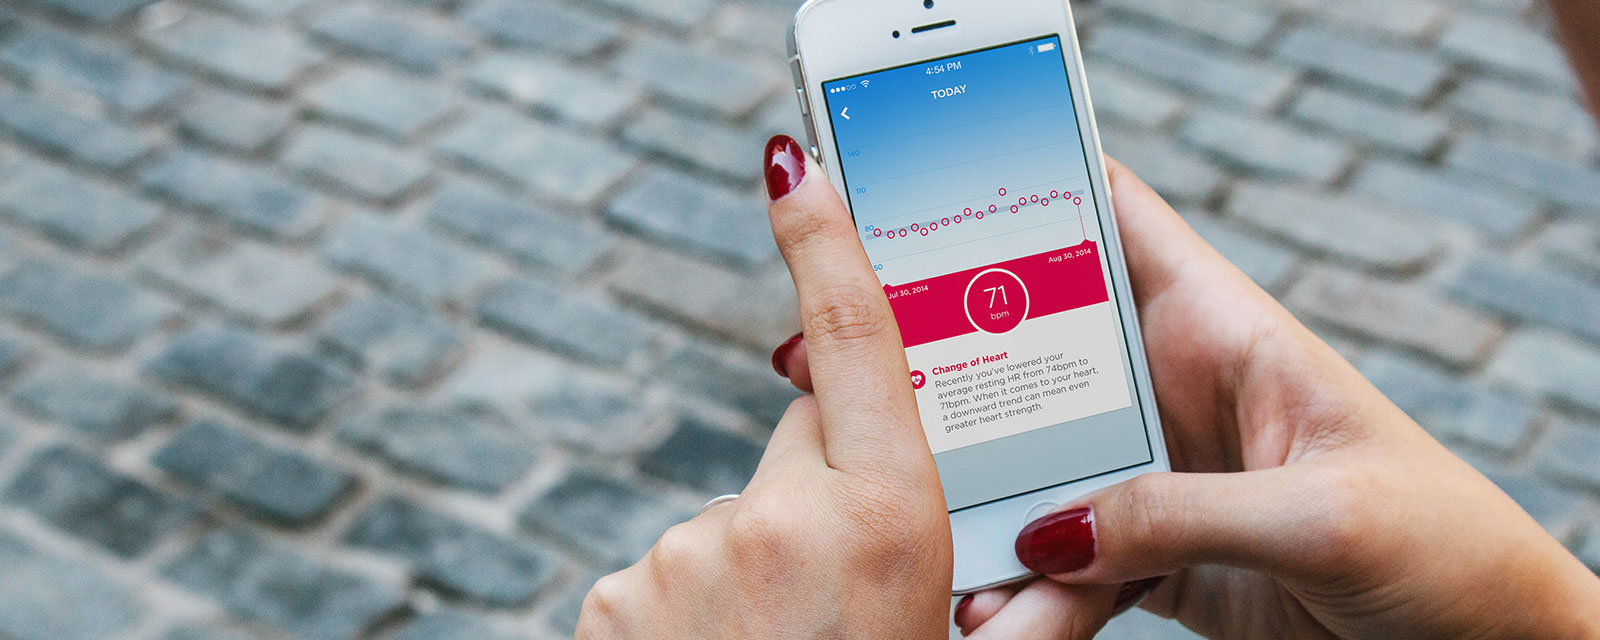 4:54 PM
TODAY
140
110
80
50
Jul 30, 2014
Aug 30, 2014
71
bpm
Change of Heart
Recently you've lowered your
average resting HR from 74bpm to
71bpm. When it comes to your heart,
a downward trend can mean even
greater heart strength.